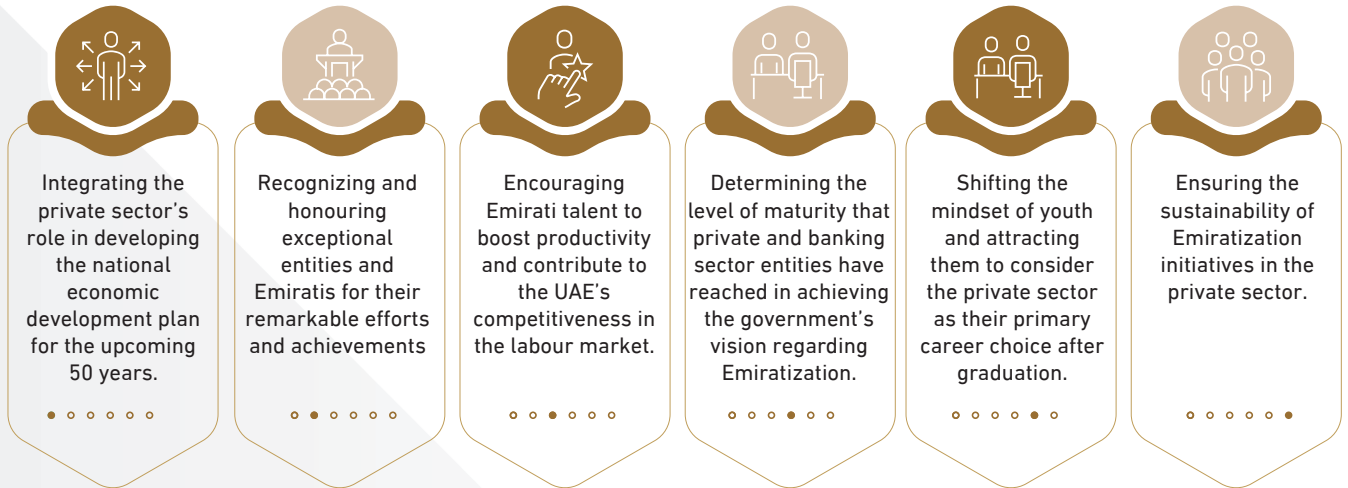 Integrating the
private sector's
role in developing
the national
economic
development plan
for the upcoming
50 years.
Recognizing and
honouring
exceptional
entities and
Emiratis for their
remarkable efforts
and achievements
Encouraging
Emirati talent to
boost productivity
and contribute to
the UAE's
competitiveness in
the labour market.
Determining the
level of maturity that
private and banking
sector entities have
reached in achieving
the government's
vision regarding
Emiratization.
Shifting the
mindset of youth
and attracting
them to consider
the private sector
as their primary
career choice after
graduation.
Ensuring the
sustainability of
Emiratization
initiatives in the
private sector.